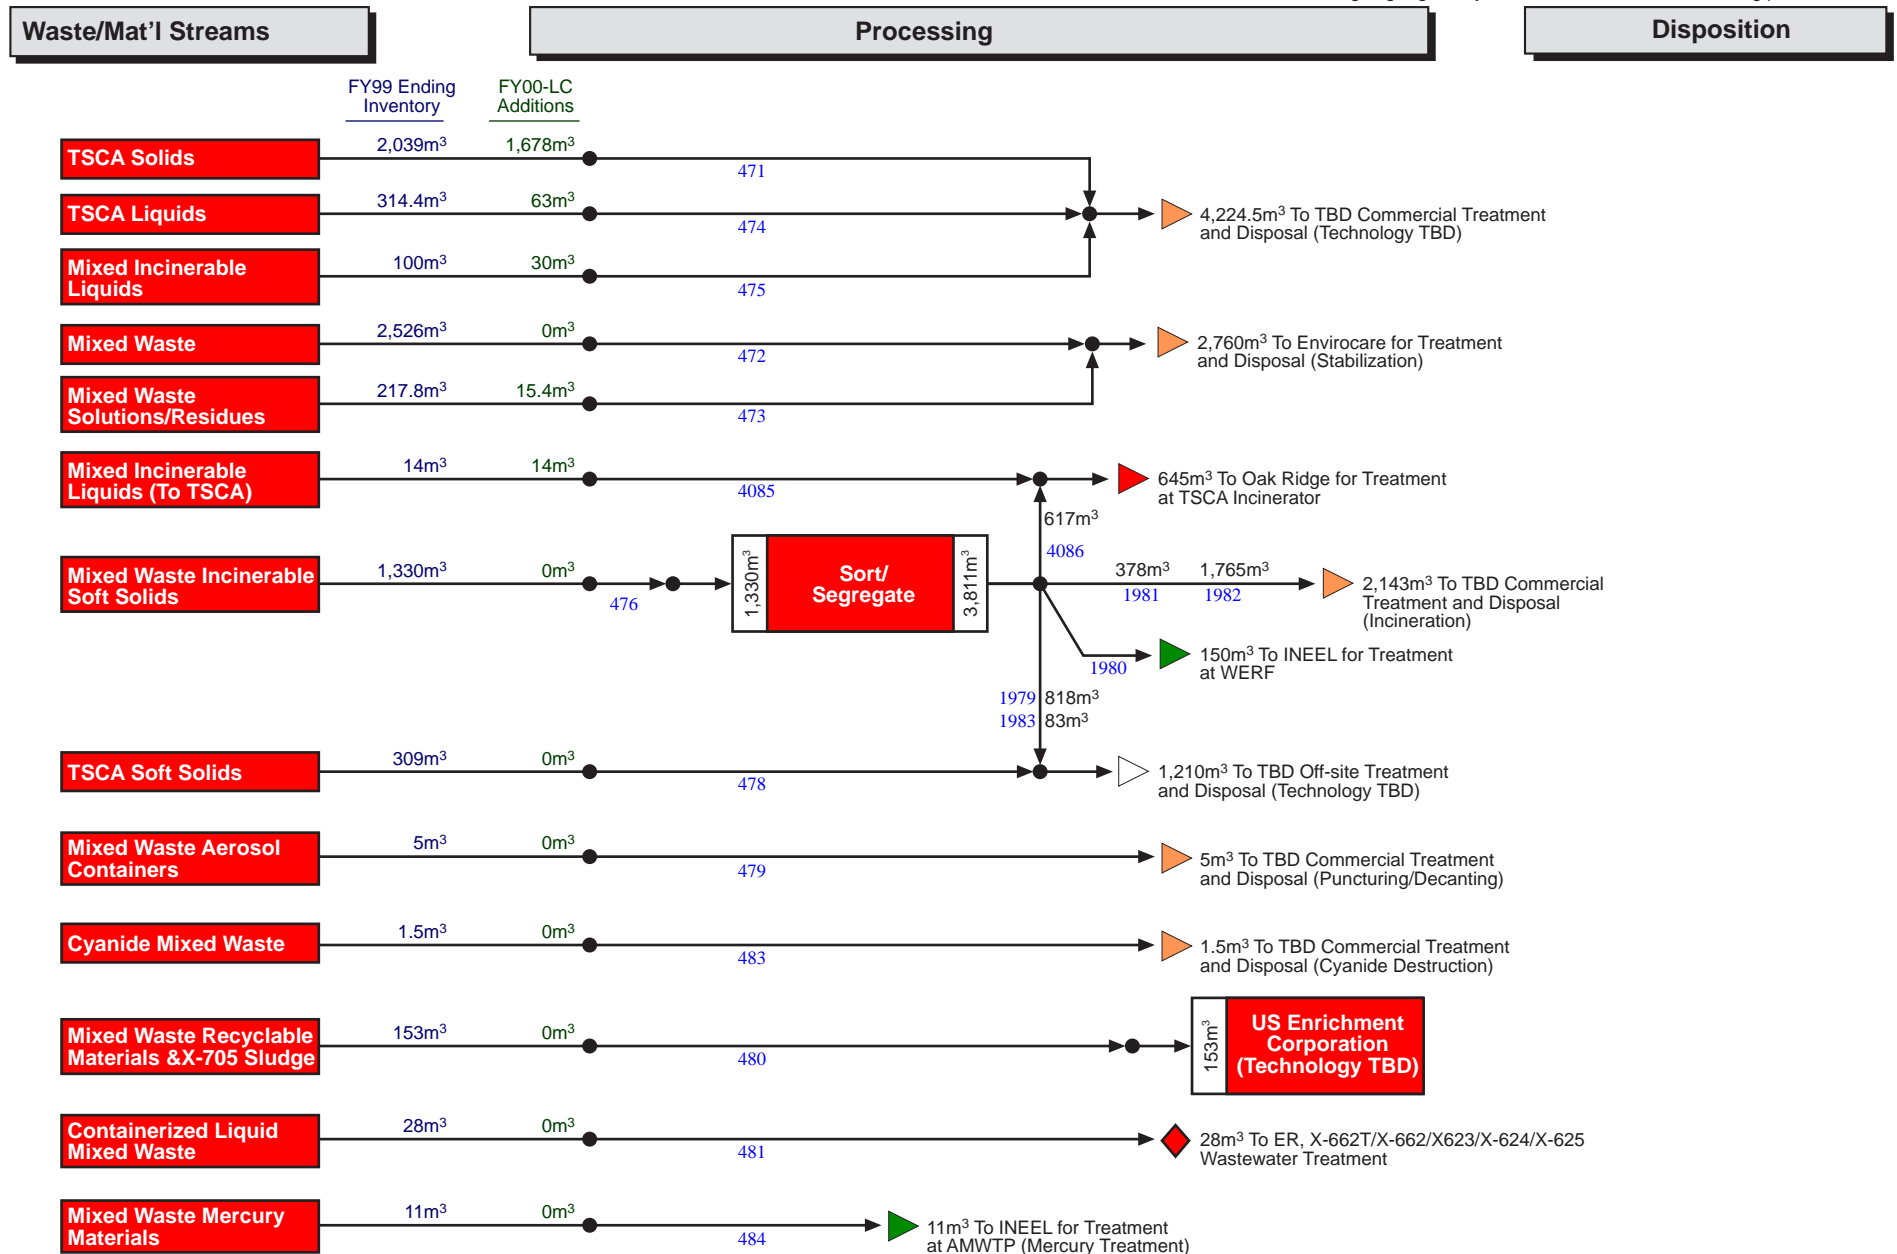 Waste/Mat'l Streams
Processing
Disposition
FY99 Ending
Inventory
FY00-LC
Additions
TSCA Solids
2,039m³
1,678m³
471
TSCA Liquids
314.4m³
63m³
474
4,224.5m³ To TBD Commercial Treatment
and Disposal (Technology TBD)
Mixed Incinerable
Liquids
100m³
30m³
475
Mixed Waste
2,526m³
0m³
472
2,760m³ To Envirocare for Treatment
and Disposal (Stabilization)
Mixed Waste
Solutions/Residues
217.8m³
15.4m³
473
Mixed Incinerable
Liquids (To TSCA)
14m³
14m³
4085
645m³ To Oak Ridge for Treatment
at TSCA Incinerator
617m³
4086
Mixed Waste Incinerable
Soft Solids
1,330m³
0m³
476
1,330m³
Sort/
Segregate
3,811m³
378m³
1,765m³
1981
1982
2,143m³ To TBD Commercial
Treatment and Disposal
(Incineration)
1980
150m³ To INEEL for Treatment
at WERF
1979
818m³
1983
83m³
TSCA Soft Solids
309m³
0m³
478
1,210m³ To TBD Off-site Treatment
and Disposal (Technology TBD)
Mixed Waste Aerosol
Containers
5m³
0m³
479
5m³ To TBD Commercial Treatment
and Disposal (Puncturing/Decanting)
Cyanide Mixed Waste
1.5m³
0m³
483
1.5m³ To TBD Commercial Treatment
and Disposal (Cyanide Destruction)
Mixed Waste Recyclable
Materials &X-705 Sludge
153m³
0m³
480
153m³
US Enrichment
Corporation
(Technology TBD)
Containerized Liquid
Mixed Waste
28m³
0m³
481
28m³ To ER, X-662T/X-662/X623/X-624/X-625
Wastewater Treatment
Mixed Waste Mercury
Materials
11m³
0m³
484
11m³ To INEEL for Treatment
at AMWTP (Mercury Treatment)